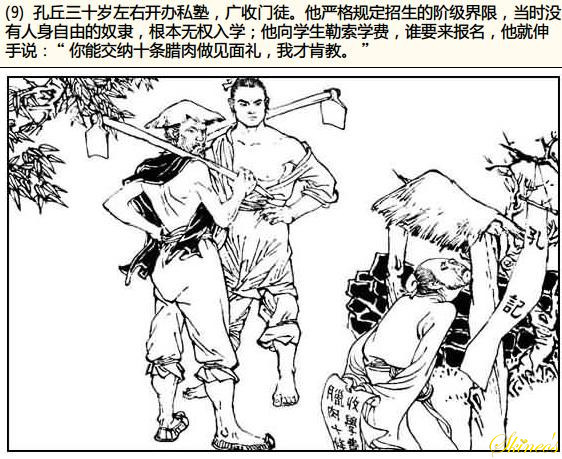 (9) 孔丘三十岁左右开办私塾，广收门徒。他严格规定招生的阶级界限，当时没
有人身自由的奴隶，根本无权入学；他向学生勒索学费，谁要来报名，他就伸
手说：“你能交纳十条腊肉做见面礼，我才肯教。”
孔記
收學費
臘肉十條
Shineo's